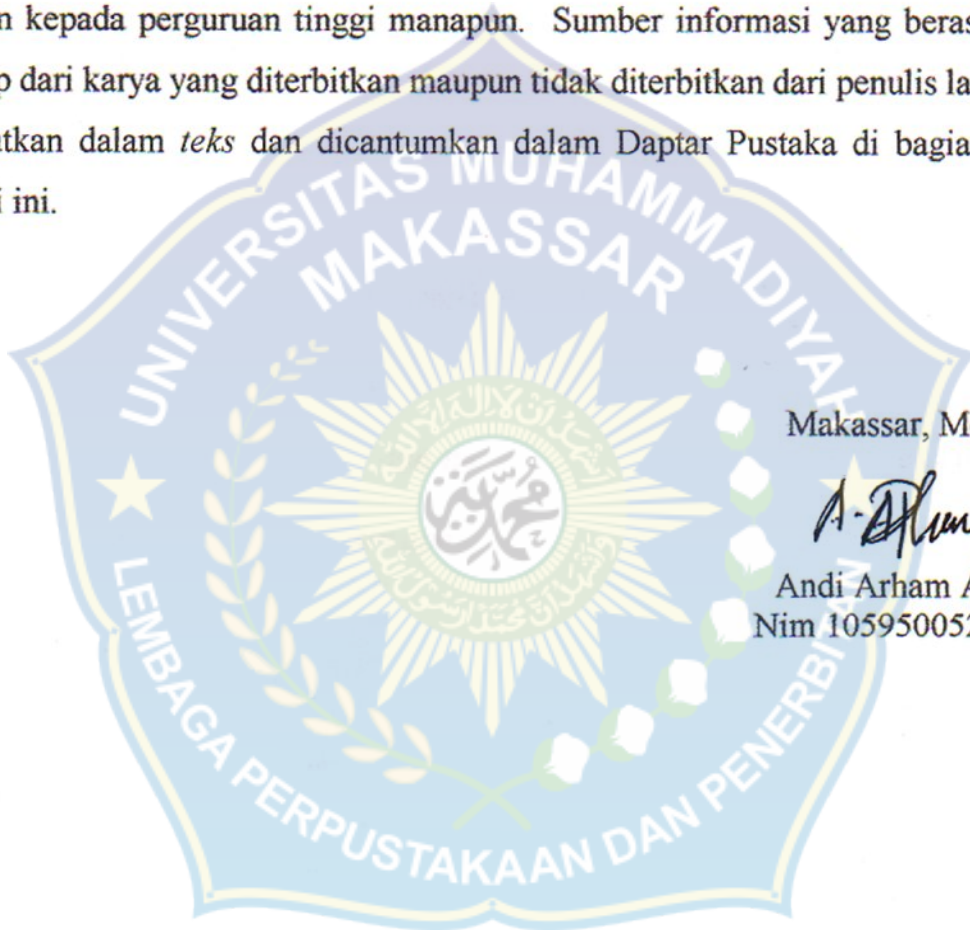 n kepada perguruan tinggi manapun. Sumber informasi yang beras
p dari karya yang diterbitkan maupun tidak diterbitkan dari penulis la
tkan dalam teks dan dicantumkan dalam Daptar Pustaka di bagia
i ini.
UNIVERSITAS MUHAMMADIYAH
MAKASSAR
محمد
Makassar, M
Andi Arham A
Nim 105950052
LEMBAGA PERPUSTAKAAN DAN PENERBITAN